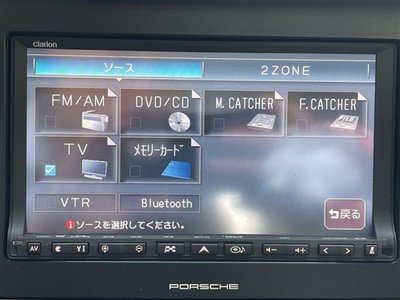 clarion
ソース 2ZONE
FM/AM DVD/CD M.CATCHER F.CATCHER
TV メモリーカード
VTR Bluetooth
ソースを選択してください。 戻る
AV
PORSCHE